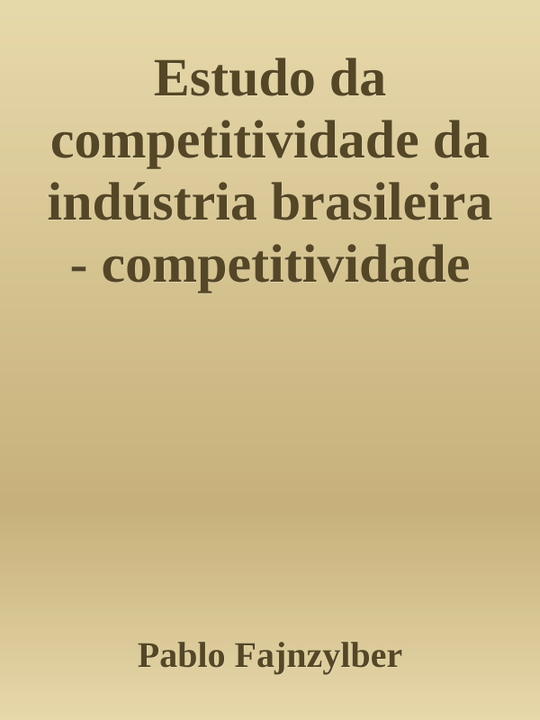 Estudo da
competitividade da
indústria brasileira
- competitividade
Pablo Fajnzylber